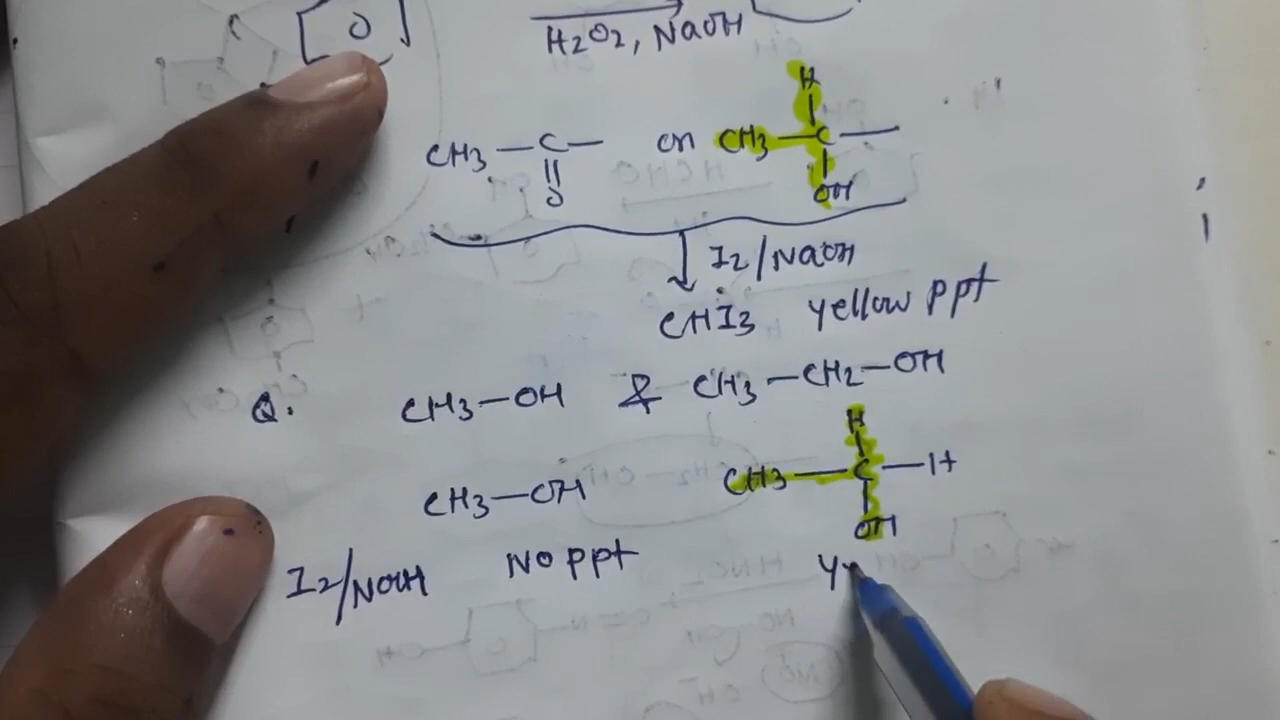 O
H2O2, NaOH
H
CH3 — C — or CH3 — C —
O OH
I2/NaOH
CHI3 yellow ppt
Q. CH3—OH & CH3—CH2—OH
H
CH3—OH CH3—C—H
OH
I2/NaOH No ppt